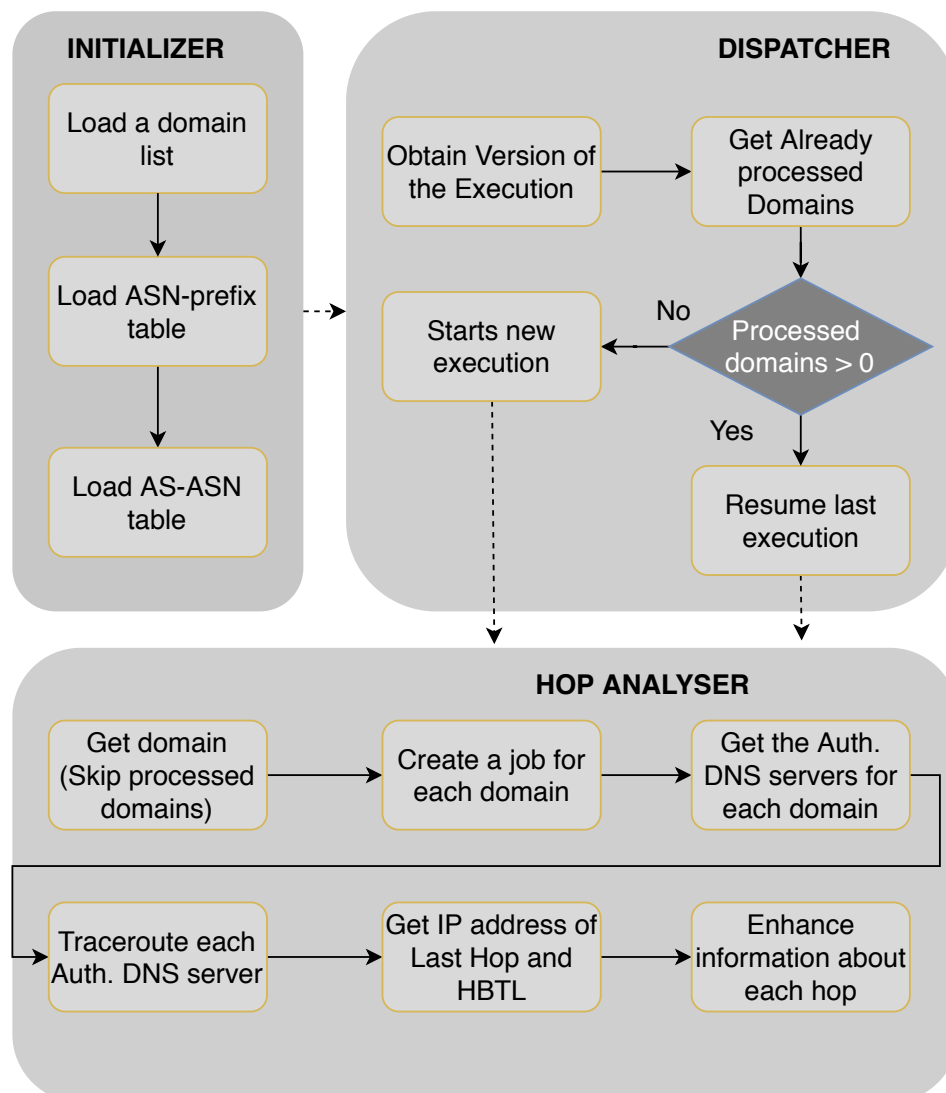 INITIALIZER
Load a domain
list
Load ASN-prefix
table
Load AS-ASN
table
DISPATCHER
Obtain Version of
the Execution
Get Already
processed
Domains
Processed
domains > 0
No
Starts new
execution
Yes
Resume last
execution
HOP ANALYSER
Get domain
(Skip processed
domains)
Create a job for
each domain
Get the Auth.
DNS servers for
each domain
Traceroute each
Auth. DNS server
Get IP address of
Last Hop and
HBTL
Enhance
information about
each hop